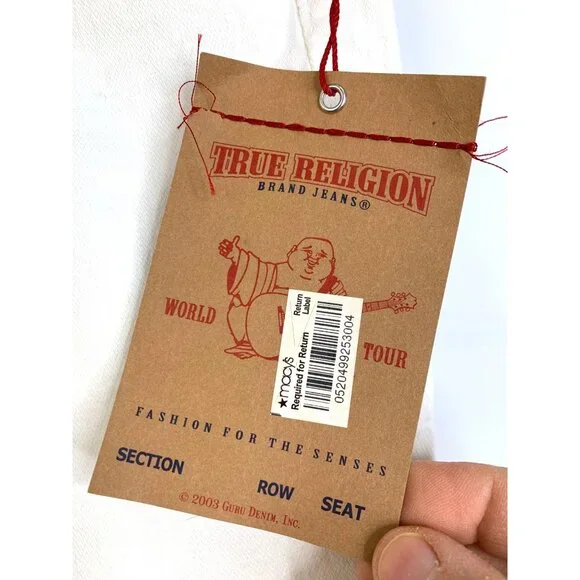 TRUE RELIGION
BRAND JEANS®
WORLD
TOUR
★macy's
Required for Return
Return
Label
0520499253004
FASHION FOR THE SENSES
SECTION
ROW
SEAT
© 2003 GURU DENIM, INC.